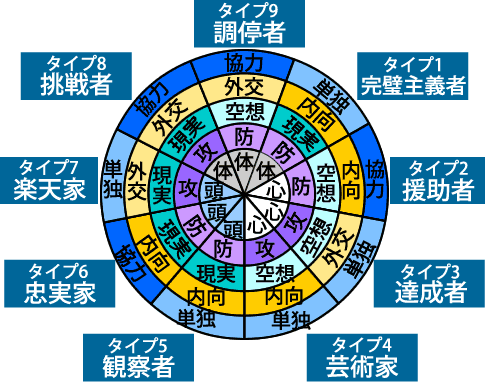 タイプ9
調停者
タイプ8
挑戦者
タイプ1
完璧主義者
タイプ7
楽天家
タイプ2
援助者
タイプ6
忠実家
タイプ3
達成者
タイプ5
観察者
タイプ4
芸術家
協力
外交
空想
防
体
単独
内向
現実
防
体
協力
内向
空想
防
心
単独
外交
空想
攻
心
単独
内向
空想
攻
心
単独
内向
現実
防
頭
協力
内向
現実
防
頭
単独
外交
現実
攻
頭
協力
外交
現実
攻
体